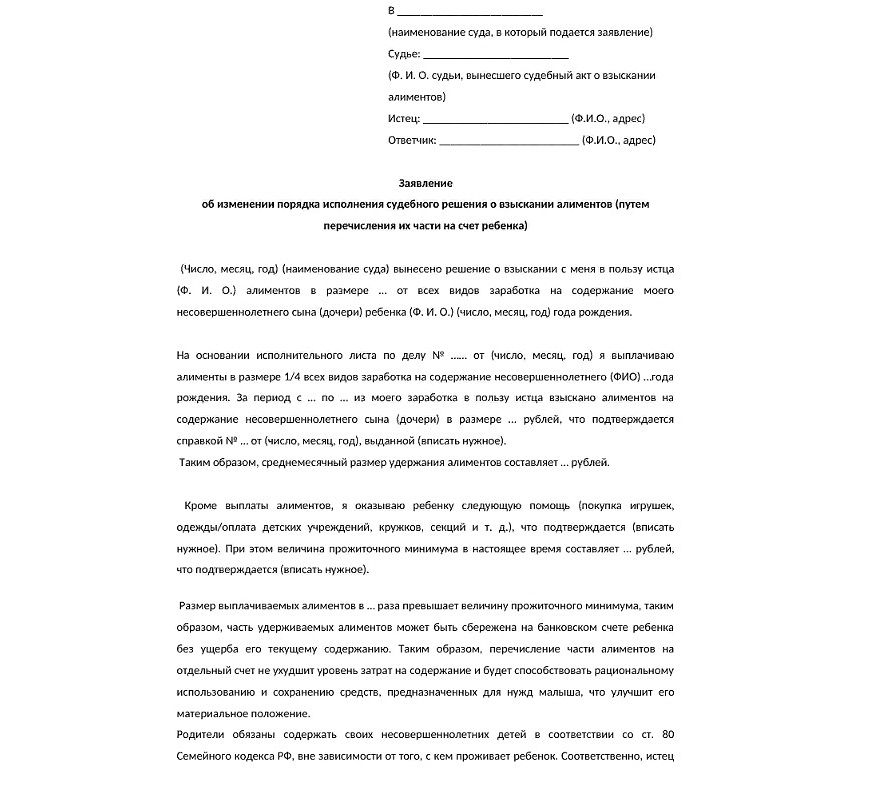 В _________________________
(наименование суда, в который подается заявление)
Судье: _________________________
(Ф. И. О. судьи, вынесшего судебный акт о взыскании
алиментов)
Истец: _________________________ (Ф.И.О., адрес)
Ответчик: ________________________ (Ф.И.О., адрес)
Заявление
об изменении порядка исполнения судебного решения о взыскании алиментов (путем
перечисления их части на счет ребенка)
(Число, месяц, год) (наименование суда) вынесено решение о взыскании с меня в пользу истца
(Ф. И. О.) алиментов в размере … от всех видов заработка на содержание моего
несовершеннолетнего сына (дочери) ребенка (Ф. И. О.) (число, месяц, год) года рождения.
На основании исполнительного листа по делу № …… от (число, месяц, год) я выплачиваю
алименты в размере 1/4 всех видов заработка на содержание несовершеннолетнего (ФИО) …года
рождения. За период с … по … из моего заработка в пользу истца взыскано алиментов на
содержание несовершеннолетнего сына (дочери) в размере … рублей, что подтверждается
справкой № … от (число, месяц, год), выданной (вписать нужное).
Таким образом, среднемесячный размер удержания алиментов составляет … рублей.
Кроме выплаты алиментов, я оказываю ребенку следующую помощь (покупка игрушек,
одежды/оплата детских учреждений, кружков, секций и т. д.), что подтверждается (вписать
нужное). При этом величина прожиточного минимума в настоящее время составляет … рублей,
что подтверждается (вписать нужное).
Размер выплачиваемых алиментов в … раза превышает величину прожиточного минимума, таким
образом, часть удерживаемых алиментов может быть сбережена на банковском счете ребенка
без ущерба его текущему содержанию. Таким образом, перечисление части алиментов на
отдельный счет не ухудшит уровень затрат на содержание и будет способствовать рациональному
использованию и сохранению средств, предназначенных для нужд малыша, что улучшит его
материальное положение.
Родители обязаны содержать своих несовершеннолетних детей в соответствии со ст. 80
Семейного кодекса РФ, вне зависимости от того, с кем проживает ребенок. Соответственно, истец